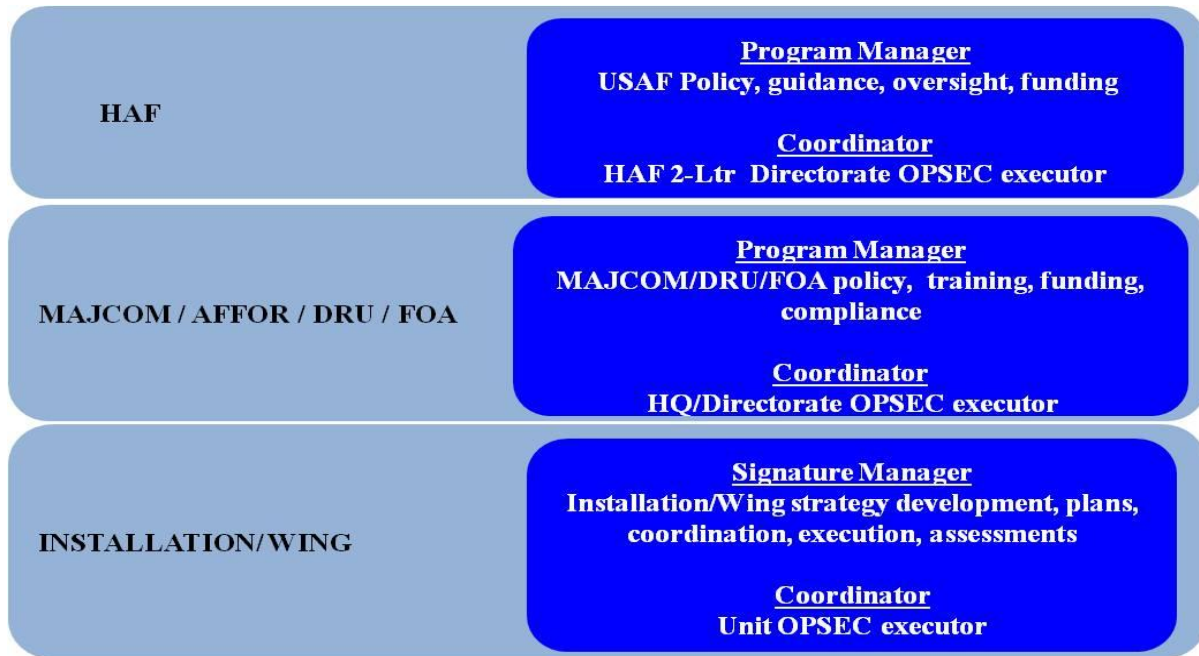 HAF
Program Manager
USAF Policy, guidance, oversight, funding
Coordinator
HAF 2-Ltr Directorate OPSEC executor
MAJCOM / AFFOR / DRU / FOA
Program Manager
MAJCOM/DRU/FOA policy, training, funding,
compliance
Coordinator
HQ/Directorate OPSEC executor
INSTALLATION/WING
Signature Manager
Installation/Wing strategy development, plans,
coordination, execution, assessments
Coordinator
Unit OPSEC executor